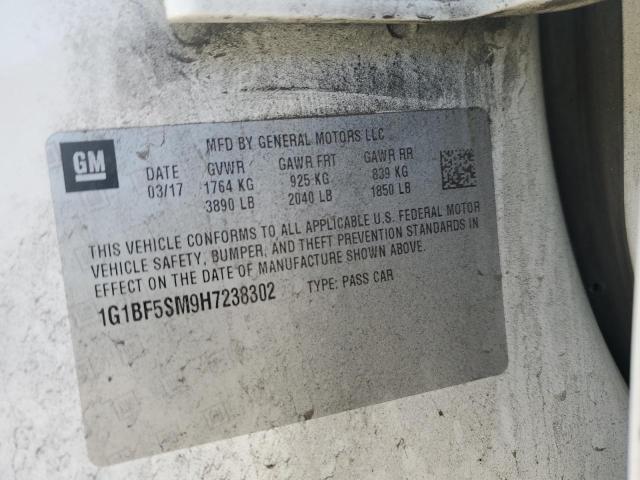 GM
MFD BY GENERAL MOTORS LLC
DATE GVWR GAWR FRT GAWR RR
03/17 1764 KG 925 KG 839 KG
3890 LB 2040 LB 1850 LB
THIS VEHICLE CONFORMS TO ALL APPLICABLE U.S. FEDERAL MOTOR
VEHICLE SAFETY, BUMPER, AND THEFT PREVENTION STANDARDS IN
EFFECT ON THE DATE OF MANUFACTURE SHOWN ABOVE.
1G1BF5SM9H7238302 TYPE: PASS CAR